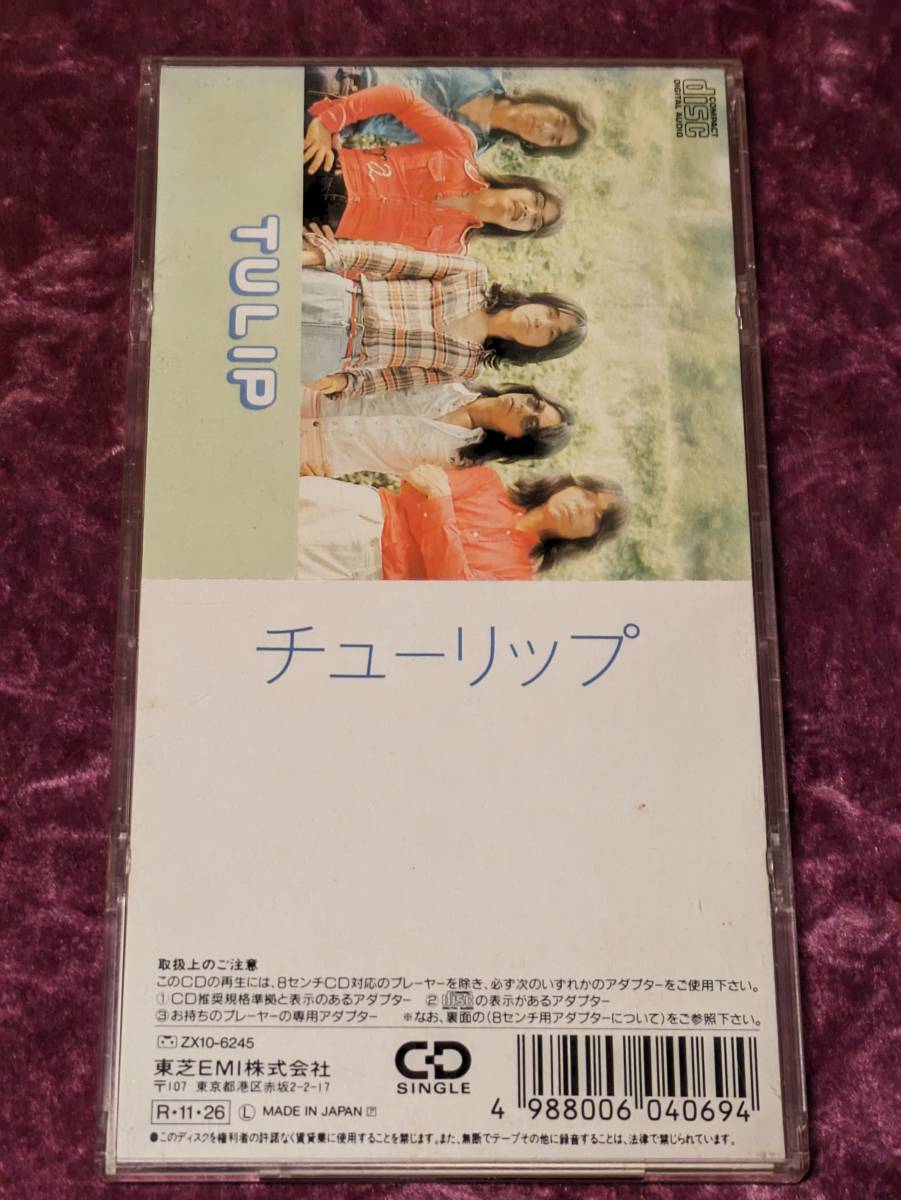 COMPACT
disc
DIGITAL AUDIO
TULIP
チューリップ
取扱上のご注意
このCDの再生には、8センチCD対応のプレーヤーを除き、必ず次のいずれかのアダプターをご使用下さい。
①CD推奨規格準拠と表示のあるアダプター ②discの表示があるアダプター
③お持ちのプレーヤーの専用アダプター ※なお、裏面の〈8センチ用アダプターについて〉をご参照下さい。
ZX10-6245
東芝EMI株式会社
〒107 東京都港区赤坂2-2-17
CD
SINGLE
R・11・26 Ⓛ MADE IN JAPAN Ⓟ
4 988006 040694
●このディスクを権利者の許諾なく賃貸業に使用することを禁じます。また、無断でテープその他に録音することは、法律で禁じられています。